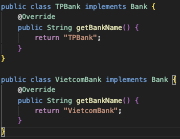 public class TPBank implements Bank {
@Override
public String getBankName() {
return "TPBank";
}
}
public class VietcomBank implements Bank {
@Override
public String getBankName() {
return "VietcomBank";
}
}